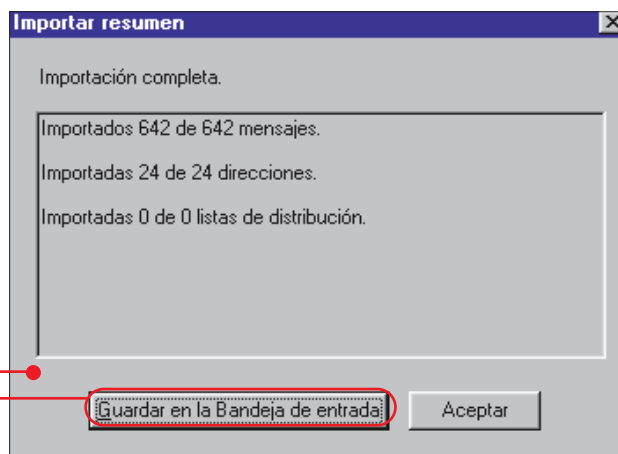 Importar resumen
Importación completa.
Importados 642 de 642 mensajes.
Importadas 24 de 24 direcciones.
Importadas 0 de 0 listas de distribución.
Guardar en la Bandeja de entrada
Aceptar